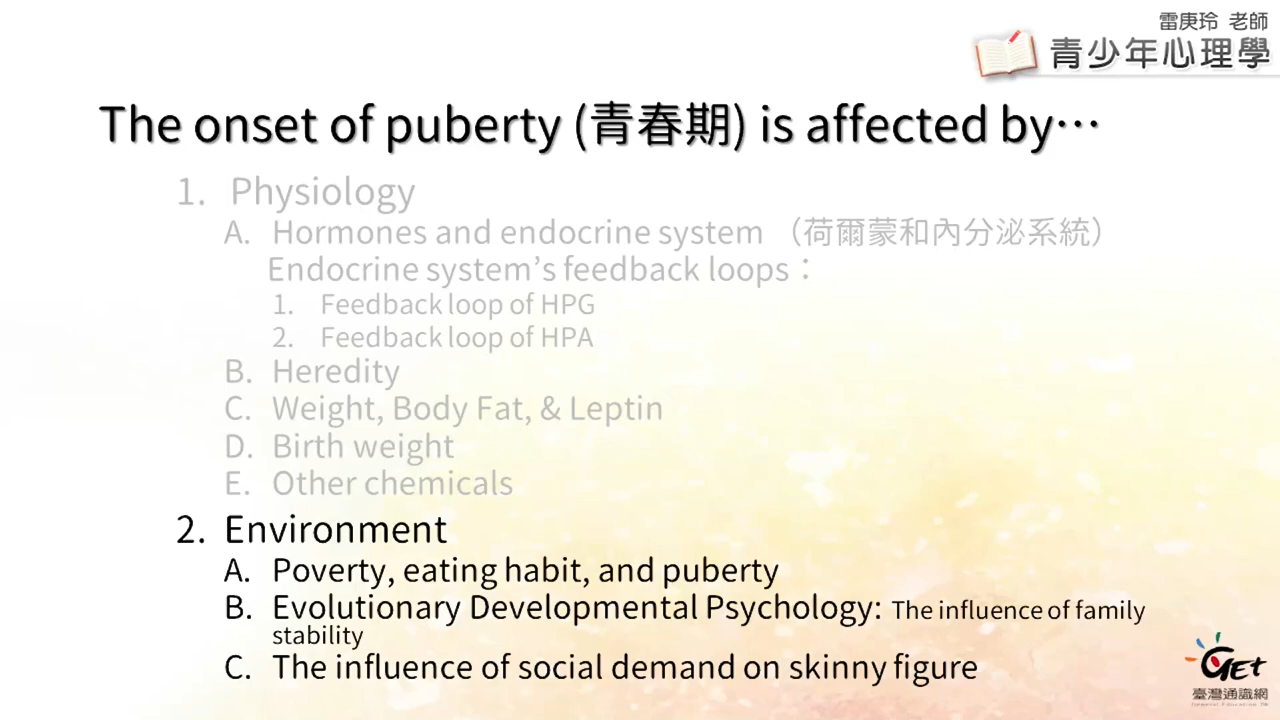 雷庚玲 老師
青少年心理學
The onset of puberty (青春期) is affected by…
1. Physiology
A. Hormones and endocrine system （荷爾蒙和內分泌系統）
Endocrine system’s feedback loops：
1. Feedback loop of HPG
2. Feedback loop of HPA
B. Heredity
C. Weight, Body Fat, & Leptin
D. Birth weight
E. Other chemicals
2. Environment
A. Poverty, eating habit, and puberty
B. Evolutionary Developmental Psychology: The influence of family
stability
C. The influence of social demand on skinny figure
GET
臺灣通識網